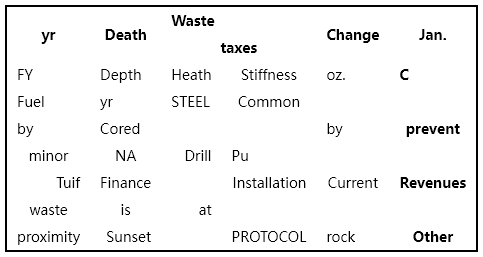 yr Death Waste taxes Change Jan.
FY Depth Heath Stiffness oz. C
Fuel yr STEEL Common
by Cored by prevent
minor NA Drill Pu
Tuif Finance Installation Current Revenues
waste is at
proximity Sunset PROTOCOL rock Other